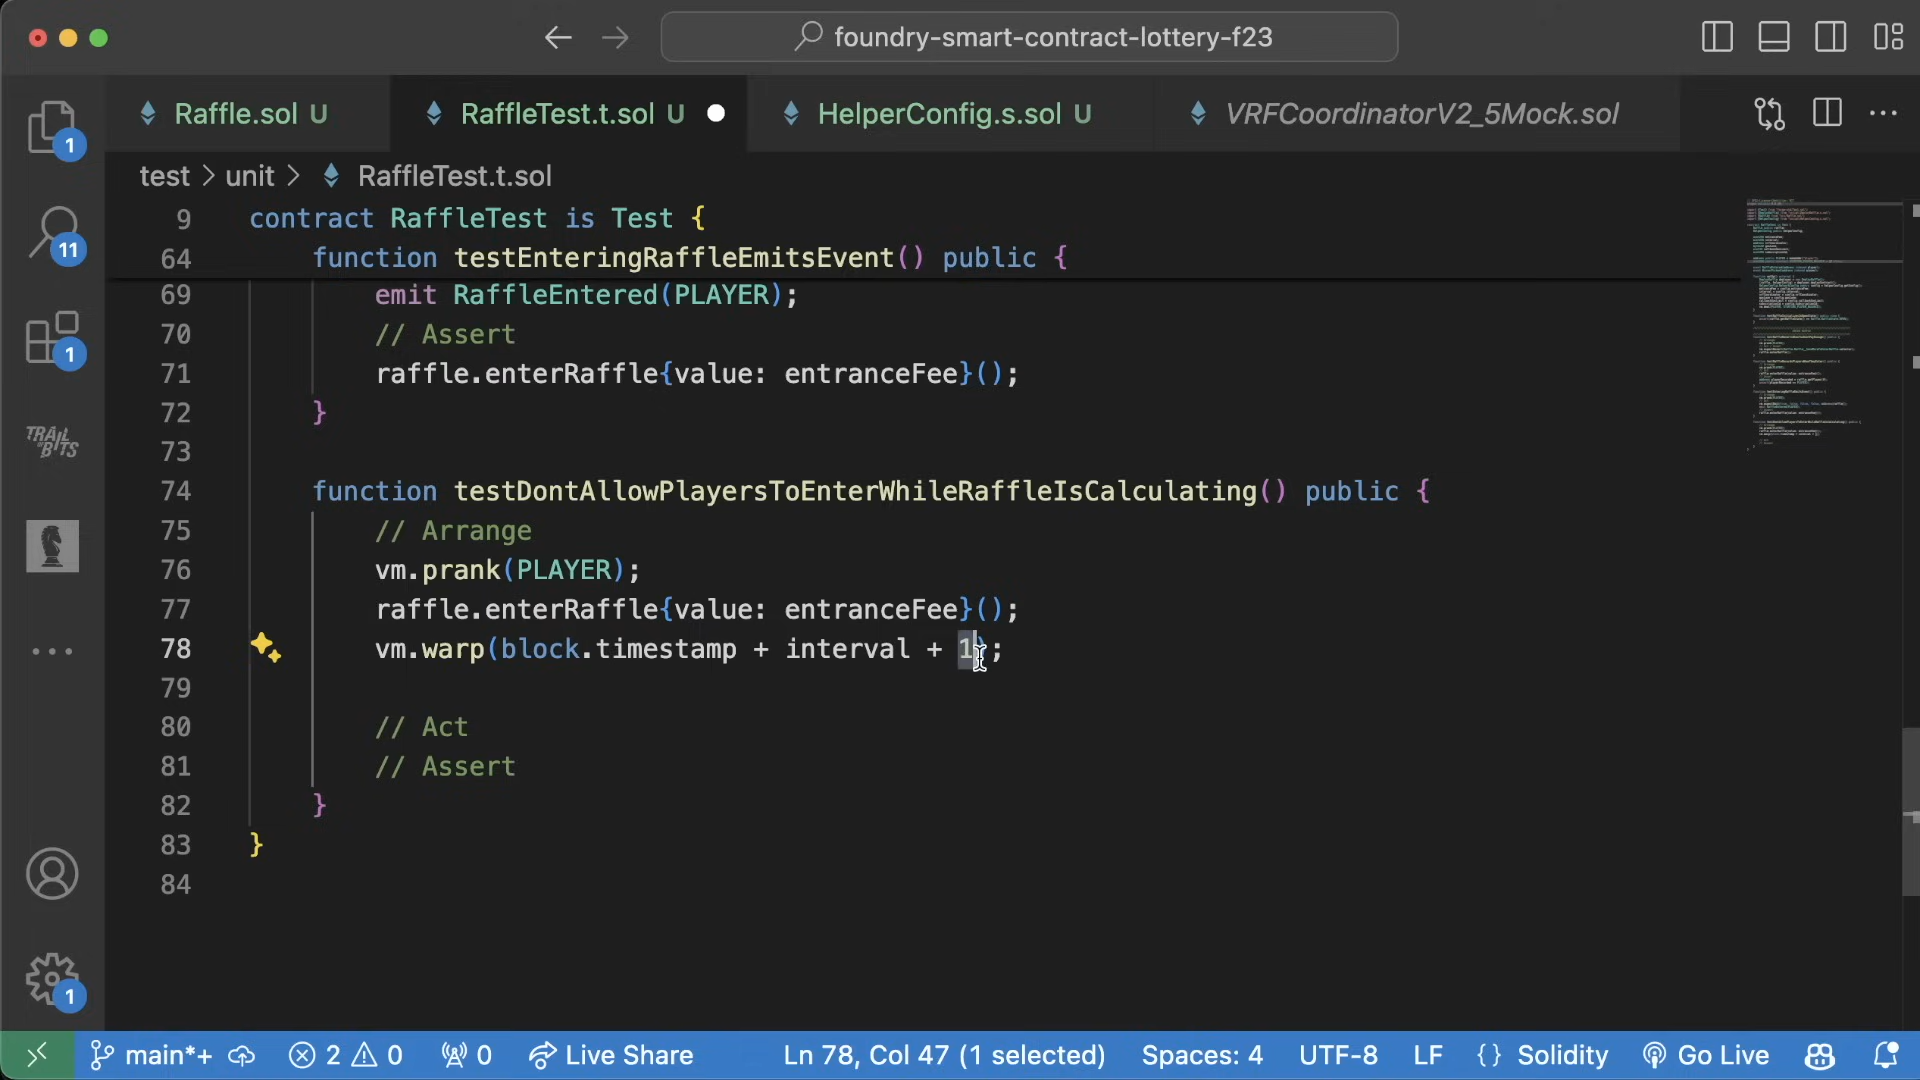 foundry-smart-contract-lottery-f23
Raffle.sol U
RaffleTest.t.sol U
HelperConfig.s.sol U
VRFCoordinatorV2_5Mock.sol
test > unit > RaffleTest.t.sol
9 contract RaffleTest is Test {
64 function testEnteringRaffleEmitsEvent() public {
69 emit RaffleEntered(PLAYER);
70 // Assert
71 raffle.enterRaffle{value: entranceFee}();
72 }
73
74 function testDontAllowPlayersToEnterWhileRaffleIsCalculating() public {
75 // Arrange
76 vm.prank(PLAYER);
77 raffle.enterRaffle{value: entranceFee}();
78 vm.warp(block.timestamp + interval + 1);
79
80 // Act
81 // Assert
82 }
83 }
84
1
11
1
TRAIL OF BITS
1
main*+ 2 0 0 Live Share Ln 78, Col 47 (1 selected) Spaces: 4 UTF-8 LF {} Solidity Go Live